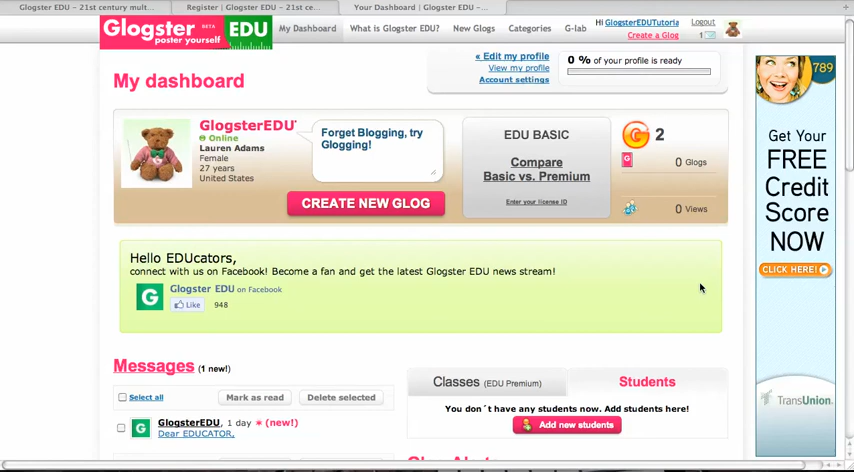 Glogster EDU – 21st century mult...
Register | Glogster EDU – 21st ce...
Your Dashboard | Glogster EDU –...
Glogster BETA EDU
poster yourself
My Dashboard What is Glogster EDU? New Glogs Categories G-lab
Hi GlogsterEDUTutoria Logout
Create a Glog 1
My dashboard
« Edit my profile
View my profile
Account settings
0 % of your profile is ready
GlogsterEDU
Online
Lauren Adams
Female
27 years
United States
Forget Blogging, try
Glogging!
CREATE NEW GLOG
EDU BASIC
Compare
Basic vs. Premium
Enter your license ID
2
0 Glogs
0 Views
Hello EDUcators,
connect with us on Facebook! Become a fan and get the latest Glogster EDU news stream!
Glogster EDU on Facebook
Like 948
Messages (1 new!)
Select all Mark as read Delete selected
GlogsterEDU, 1 day (new!)
Dear EDUCATOR,
Classes (EDU Premium) Students
You don´t have any students now. Add students here!
Add new students
789
Get Your
FREE
Credit
Score
NOW
CLICK HERE!
TransUnion.